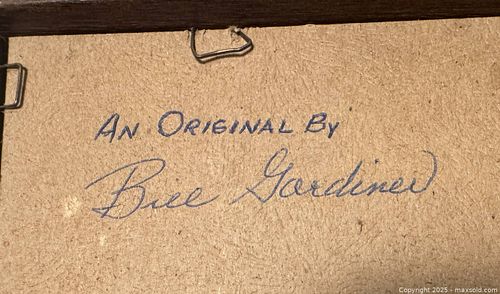 AN ORIGINAL BY
Bill Gardiner
Copyright 2025 - maxsold.com